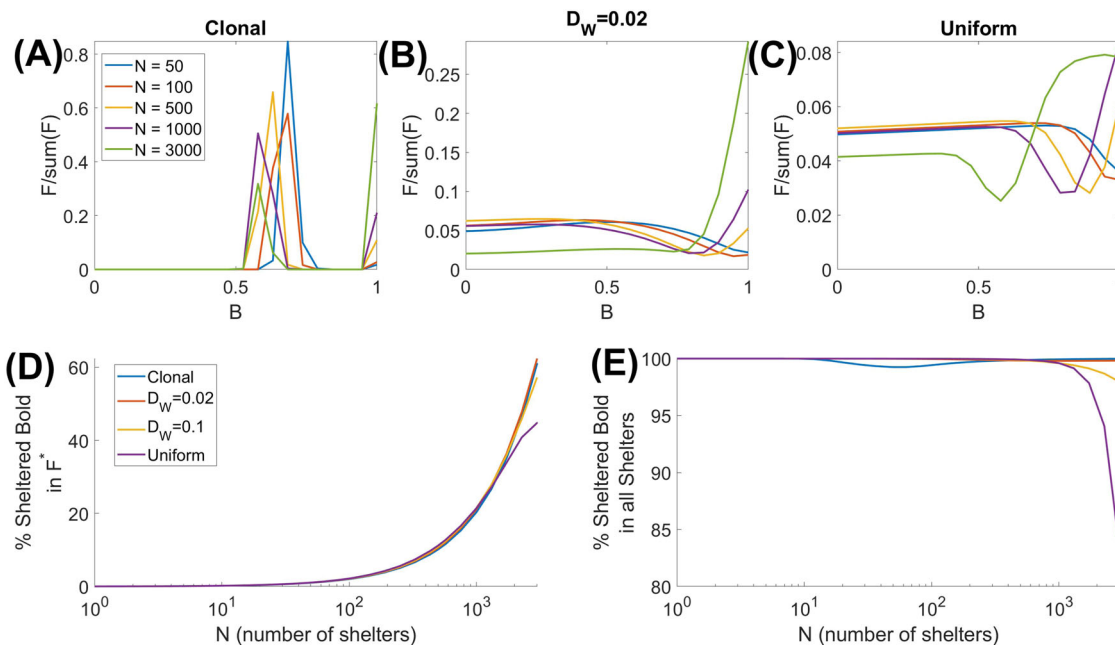 (A)
Clonal
F/sum(F)
0.8
0.6
0.4
0.2
0
N = 50
N = 100
N = 500
N = 1000
N = 3000
0
0.5
1
B
(B)
D_W=0.02
F/sum(F)
0.25
0.2
0.15
0.1
0.05
0
0
0.5
1
B
(C)
Uniform
F/sum(F)
0.08
0.06
0.04
0.02
0
0
0.5
B
(D)
% Sheltered Bold
in F*
60
40
20
0
Clonal
D_W=0.02
D_W=0.1
Uniform
10^0
10^1
10^2
10^3
N (number of shelters)
(E)
% Sheltered Bold
in all Shelters
100
95
90
85
80
10^0
10^1
10^2
10^3
N (number of shelters)